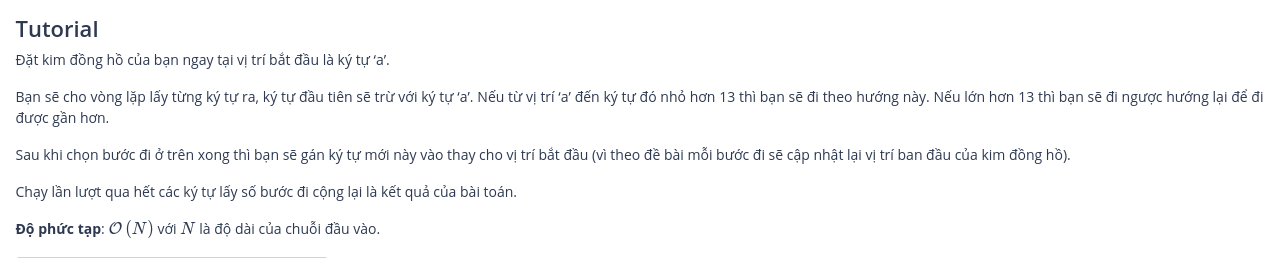 Tutorial
Đặt kim đồng hồ của bạn ngay tại vị trí bắt đầu là ký tự ‘a’.
Bạn sẽ cho vòng lặp lấy từng ký tự ra, ký tự đầu tiên sẽ trừ với ký tự ‘a’. Nếu từ vị trí ‘a’ đến ký tự đó nhỏ hơn 13 thì bạn sẽ đi theo hướng này. Nếu lớn hơn 13 thì bạn sẽ đi ngược hướng lại để đi
được gần hơn.
Sau khi chọn bước đi ở trên xong thì bạn sẽ gán ký tự mới này vào thay cho vị trí bắt đầu (vì theo đề bài mỗi bước đi sẽ cập nhật lại vị trí ban đầu của kim đồng hồ).
Chạy lần lượt qua hết các ký tự lấy số bước đi cộng lại là kết quả của bài toán.
Độ phức tạp: 𝒪 (N) với N là độ dài của chuỗi đầu vào.